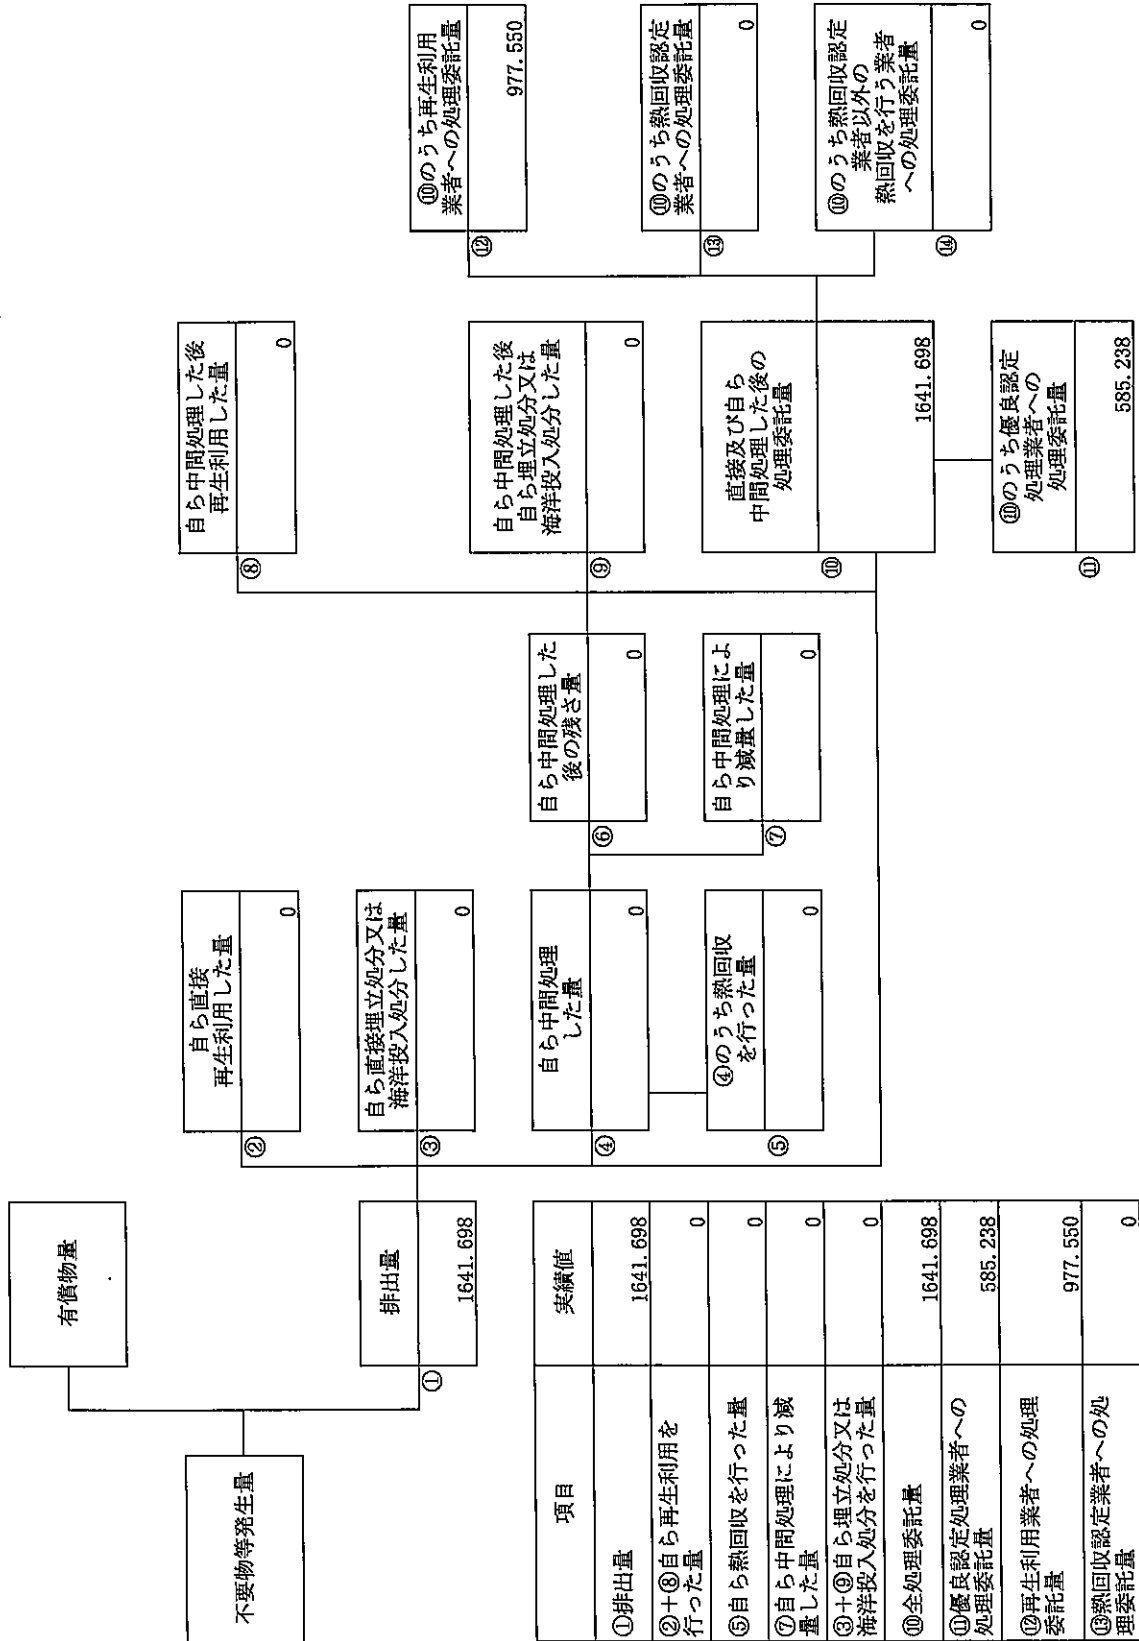 不要物等発生量
有償物量
①
排出量
1641.698
②
自ら直接
再生利用した量
0
③
自ら直接埋立処分又は
海洋投入処分した量
0
④
自ら中間処理
した量
0
⑤
④のうち熱回収
を行った量
0
⑥
自ら中間処理した
後の残さ量
0
⑦
自ら中間処理によ
り減量した量
0
⑧
自ら中間処理した後
再生利用した量
0
⑨
自ら中間処理した後
自ら埋立処分又は
海洋投入処分した量
0
⑩
直接及び自ら
中間処理した後の
処理委託量
1641.698
⑪
⑩のうち優良認定
処理業者への
処理委託量
585.238
⑫
⑩のうち再生利用
業者への処理委託量
977.550
⑬
⑩のうち熱回収認定
業者への処理委託量
0
⑭
⑩のうち熱回収認定
業者以外の
熱回収を行う業者
への処理委託量
0
項目 実績値
①排出量 1641.698
②+⑧自ら再生利用を
行った量 0
⑤自ら熱回収を行った量 0
⑦自ら中間処理により減
量した量 0
③+⑨自ら埋立処分又は
海洋投入処分を行った量 0
⑩全処理委託量 1641.698
⑪優良認定処理業者への
処理委託量 585.238
⑫再生利用業者への処理
委託量 977.550
⑬熱回収認定業者への処
理委託量 0